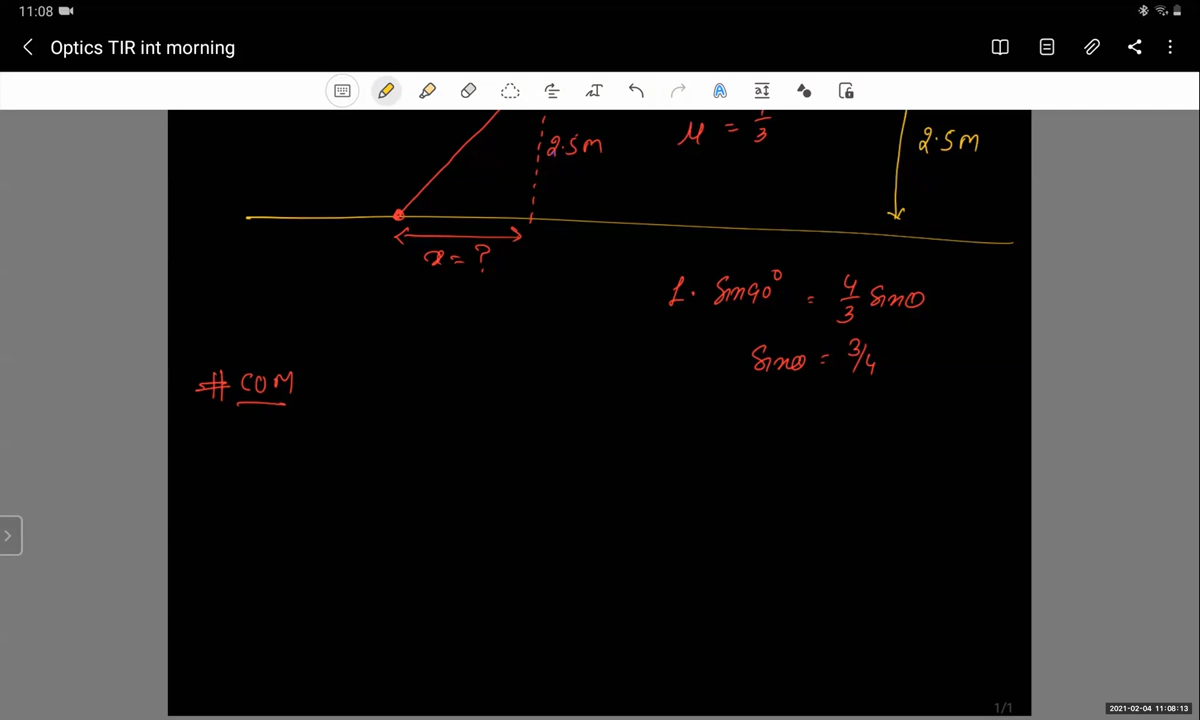 11:08
Optics TIR int morning
2.5m
μ = /3
2.5m
x = ?
1. Sin90° = 4/3 Sinθ
Sinθ = 3/4
# COM
1/1
2021-02-04 11:08:13